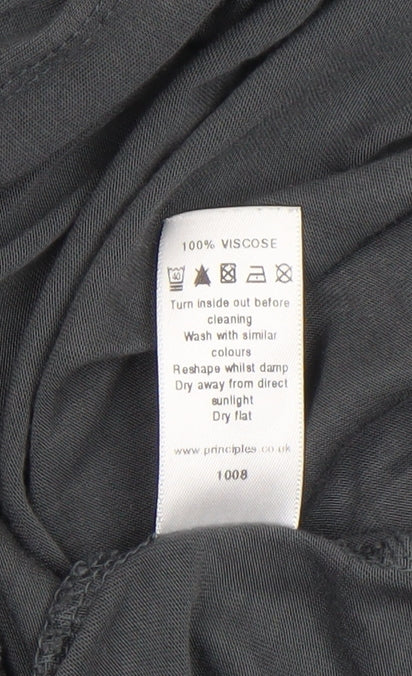 100% VISCOSE
40
Turn inside out before
cleaning
Wash with similar
colours
Reshape whilst damp
Dry away from direct
sunlight
Dry flat
www.principles.co.uk
1008